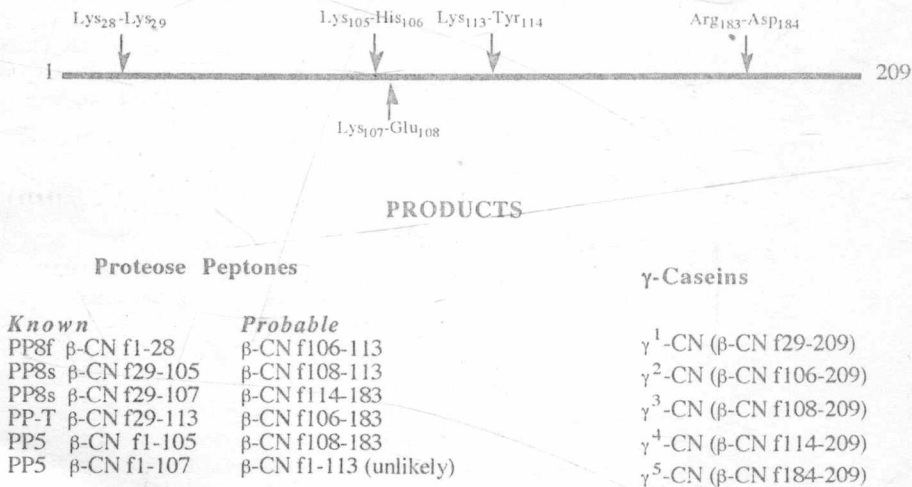 Lys₂₈-Lys₂₉ Lys₁₀₅-His₁₀₆ Lys₁₁₃-Tyr₁₁₄ Arg₁₈₃-Asp₁₈₄
1 209
Lys₁₀₇-Glu₁₀₈
PRODUCTS
Proteose Peptones
Known Probable
PP8f β-CN f1-28 β-CN f106-113
PP8s β-CN f29-105 β-CN f108-113
PP8s β-CN f29-107 β-CN f114-183
PP-T β-CN f29-113 β-CN f106-183
PP5 β-CN f1-105 β-CN f108-183
PP5 β-CN f1-107 β-CN f1-113 (unlikely)
γ-Caseins
γ¹-CN (β-CN f29-209)
γ²-CN (β-CN f106-209)
γ³-CN (β-CN f108-209)
γ⁴-CN (β-CN f114-209)
γ⁵-CN (β-CN f184-209)